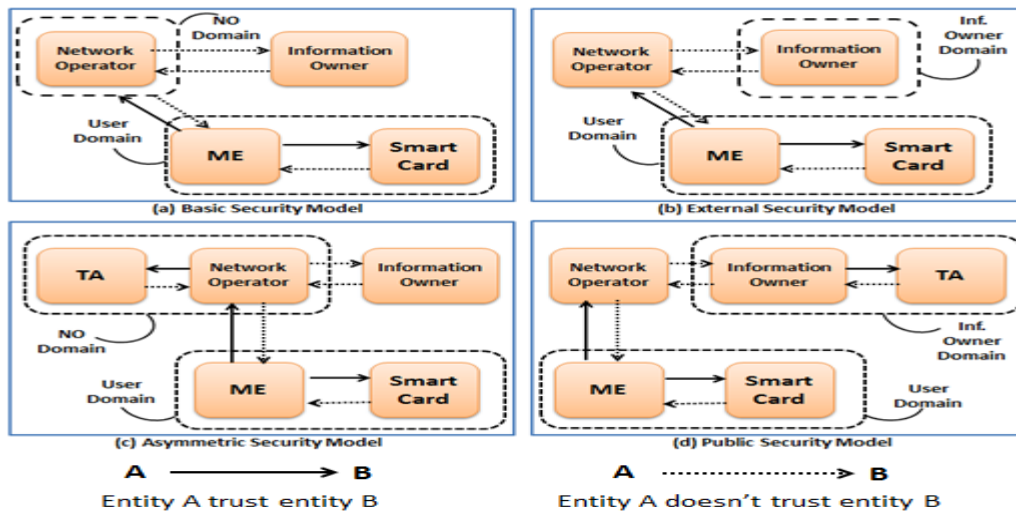 NO
Domain
Network
Operator
Information
Owner
User
Domain
ME
Smart
Card
(a) Basic Security Model
Network
Operator
Information
Owner
Inf.
Owner
Domain
User
Domain
ME
Smart
Card
(b) External Security Model
TA
Network
Operator
Information
Owner
NO
Domain
User
Domain
ME
Smart
Card
(c) Asymmetric Security Model
Network
Operator
Information
Owner
TA
Inf.
Owner
Domain
ME
Smart
Card
User
Domain
(d) Public Security Model
A B
Entity A trust entity B
A B
Entity A doesn't trust entity B